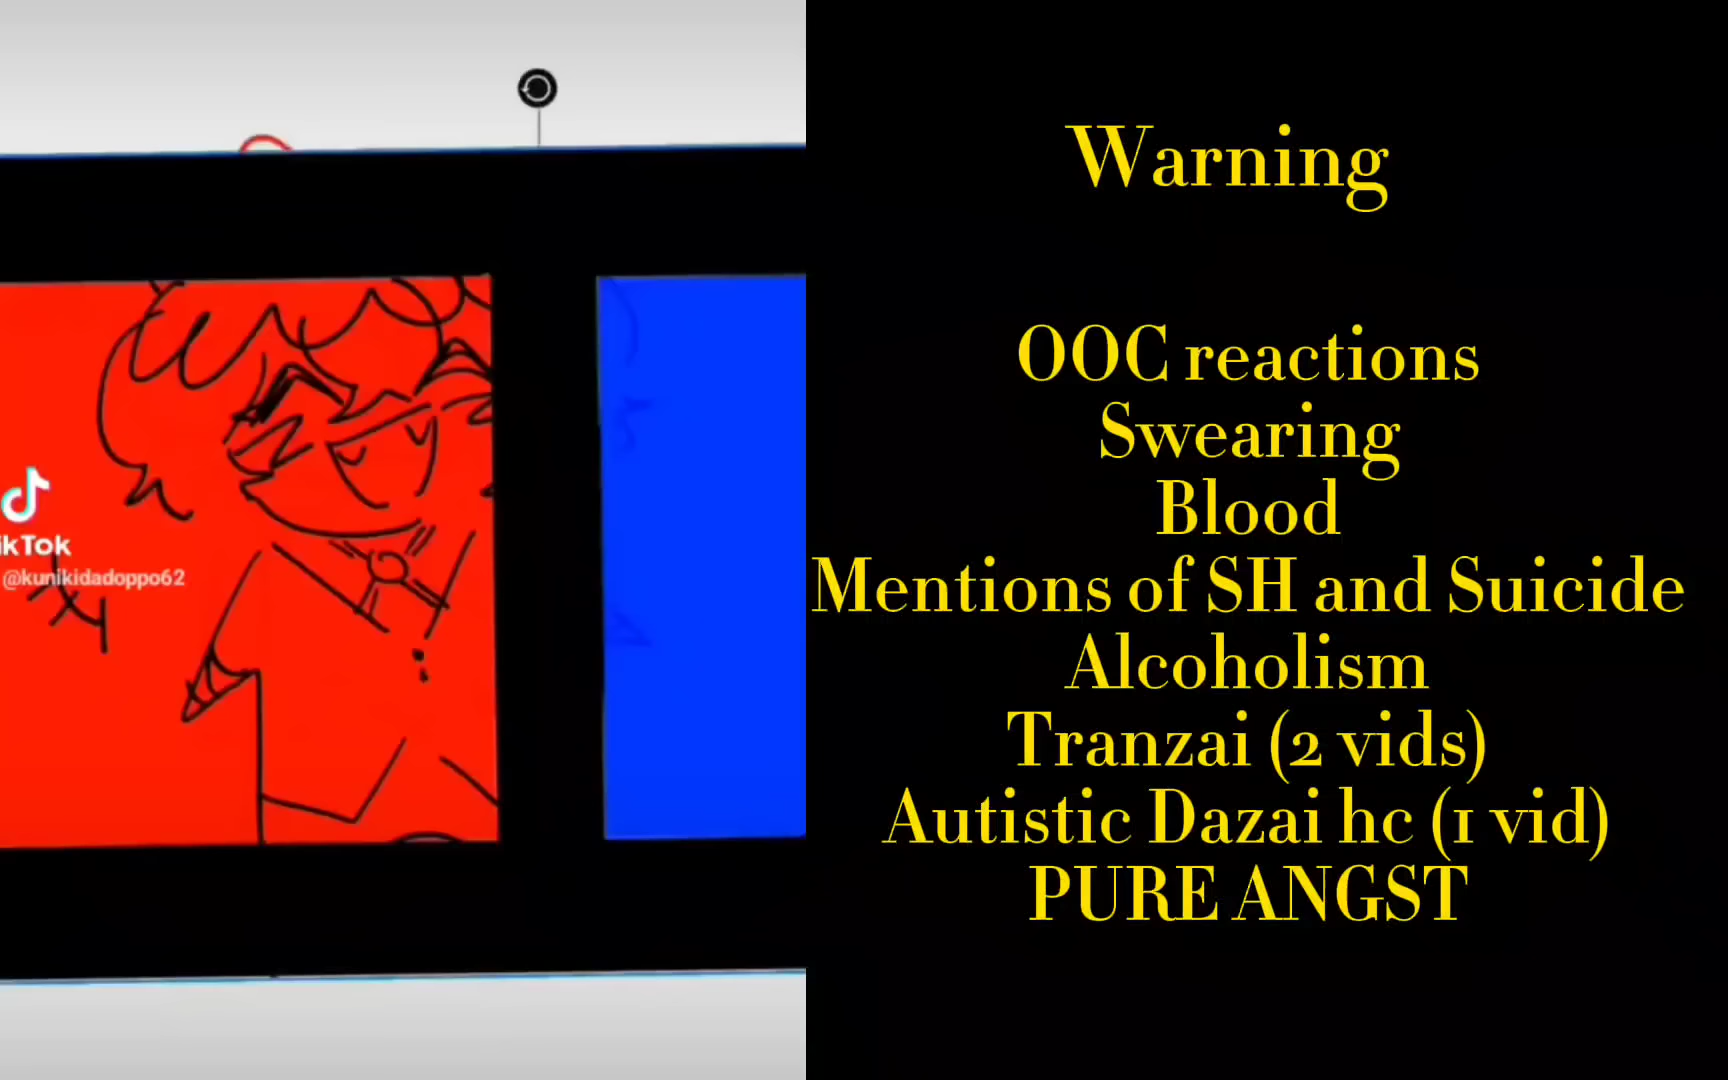 Warning
OOC reactions
Swearing
Blood
Mentions of SH and Suicide
Alcoholism
Tranzai (2 vids)
Autistic Dazai hc (1 vid)
PURE ANGST
ikTok
@kunikidadoppo62